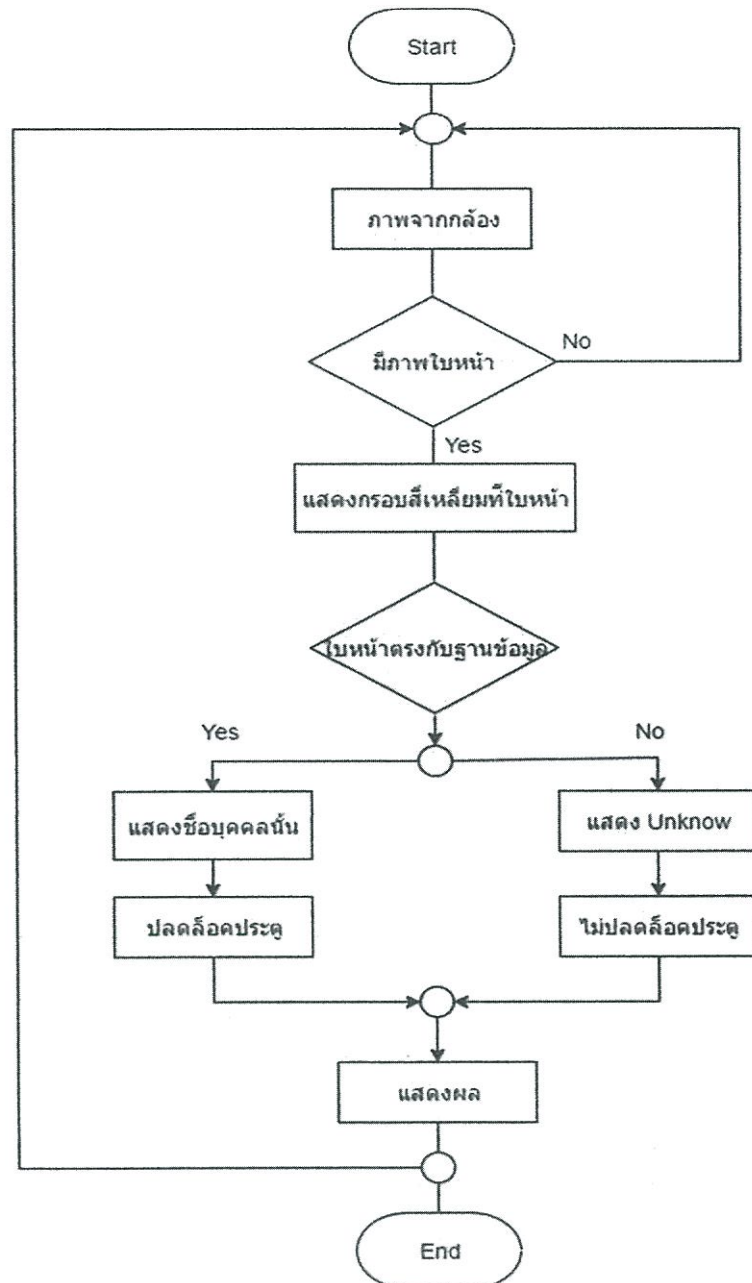 Start
ภาพจากกล้อง
มีภาพใบหน้า
No
Yes
แสดงกรอบสี่เหลี่ยมที่ใบหน้า
ใบหน้าตรงกับฐานข้อมูล
Yes
No
แสดงชื่อบุคคลนั้น
แสดง Unknow
ปลดล็อคประตู
ไม่ปลดล็อคประตู
แสดงผล
End